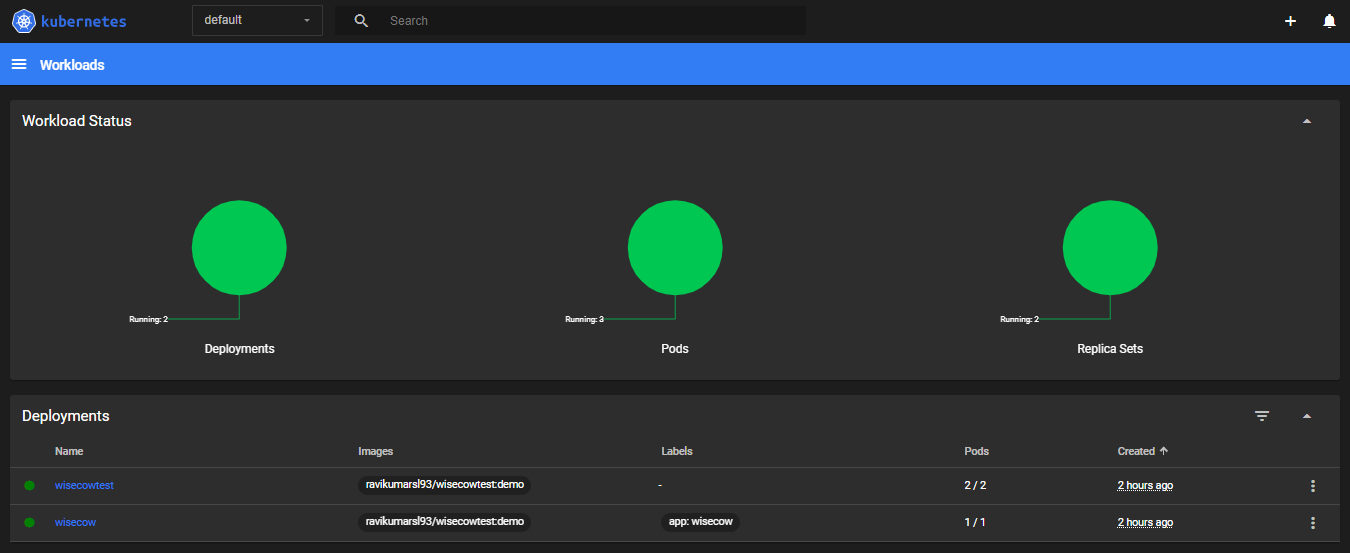 kubernetes default Search
Workloads
Workload Status
Running: 2 Running: 3 Running: 2
Deployments Pods Replica Sets
Deployments
Name Images Labels Pods Created
wisecowtest ravikumarsl93/wisecowtest:demo - 2 / 2 2 hours ago
wisecow ravikumarsl93/wisecowtest:demo app: wisecow 1 / 1 2 hours ago